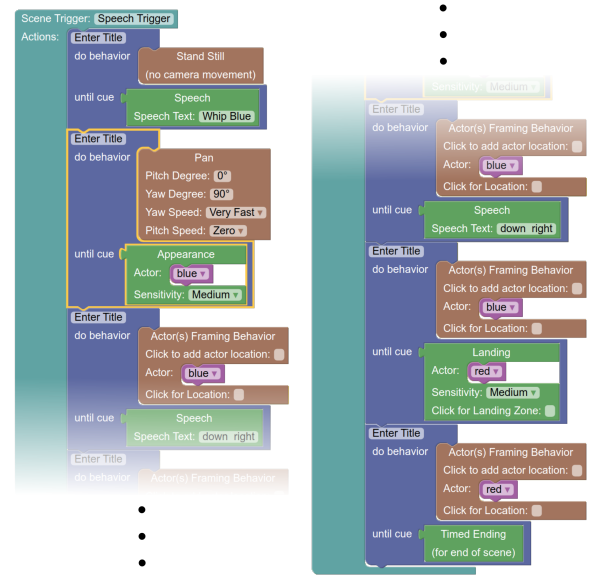 Scene Trigger: Speech Trigger
Actions: Enter Title
do behavior Stand Still
(no camera movement)
until cue Speech
Speech Text: Whip Blue
Enter Title
do behavior Pan
Pitch Degree: 0°
Yaw Degree: 90°
Yaw Speed: Very Fast ▾
Pitch Speed: Zero ▾
until cue Appearance
Actor: blue ▾
Sensitivity: Medium ▾
Enter Title
do behavior Actor(s) Framing Behavior
Click to add actor location:
Actor: blue ▾
Click for Location:
until cue Speech
Speech Text: down right
Enter Title
do behavior Actor(s) Framing Behavior
Sensitivity: Medium ▾
Enter Title
do behavior Actor(s) Framing Behavior
Click to add actor location:
Actor: blue ▾
Click for Location:
until cue Speech
Speech Text: down right
Enter Title
do behavior Actor(s) Framing Behavior
Click to add actor location:
Actor: blue ▾
Click for Location:
until cue Landing
Actor: red ▾
Sensitivity: Medium ▾
Click for Landing Zone:
Enter Title
do behavior Actor(s) Framing Behavior
Click to add actor location:
Actor: red ▾
Click for Location:
until cue Timed Ending
(for end of scene)